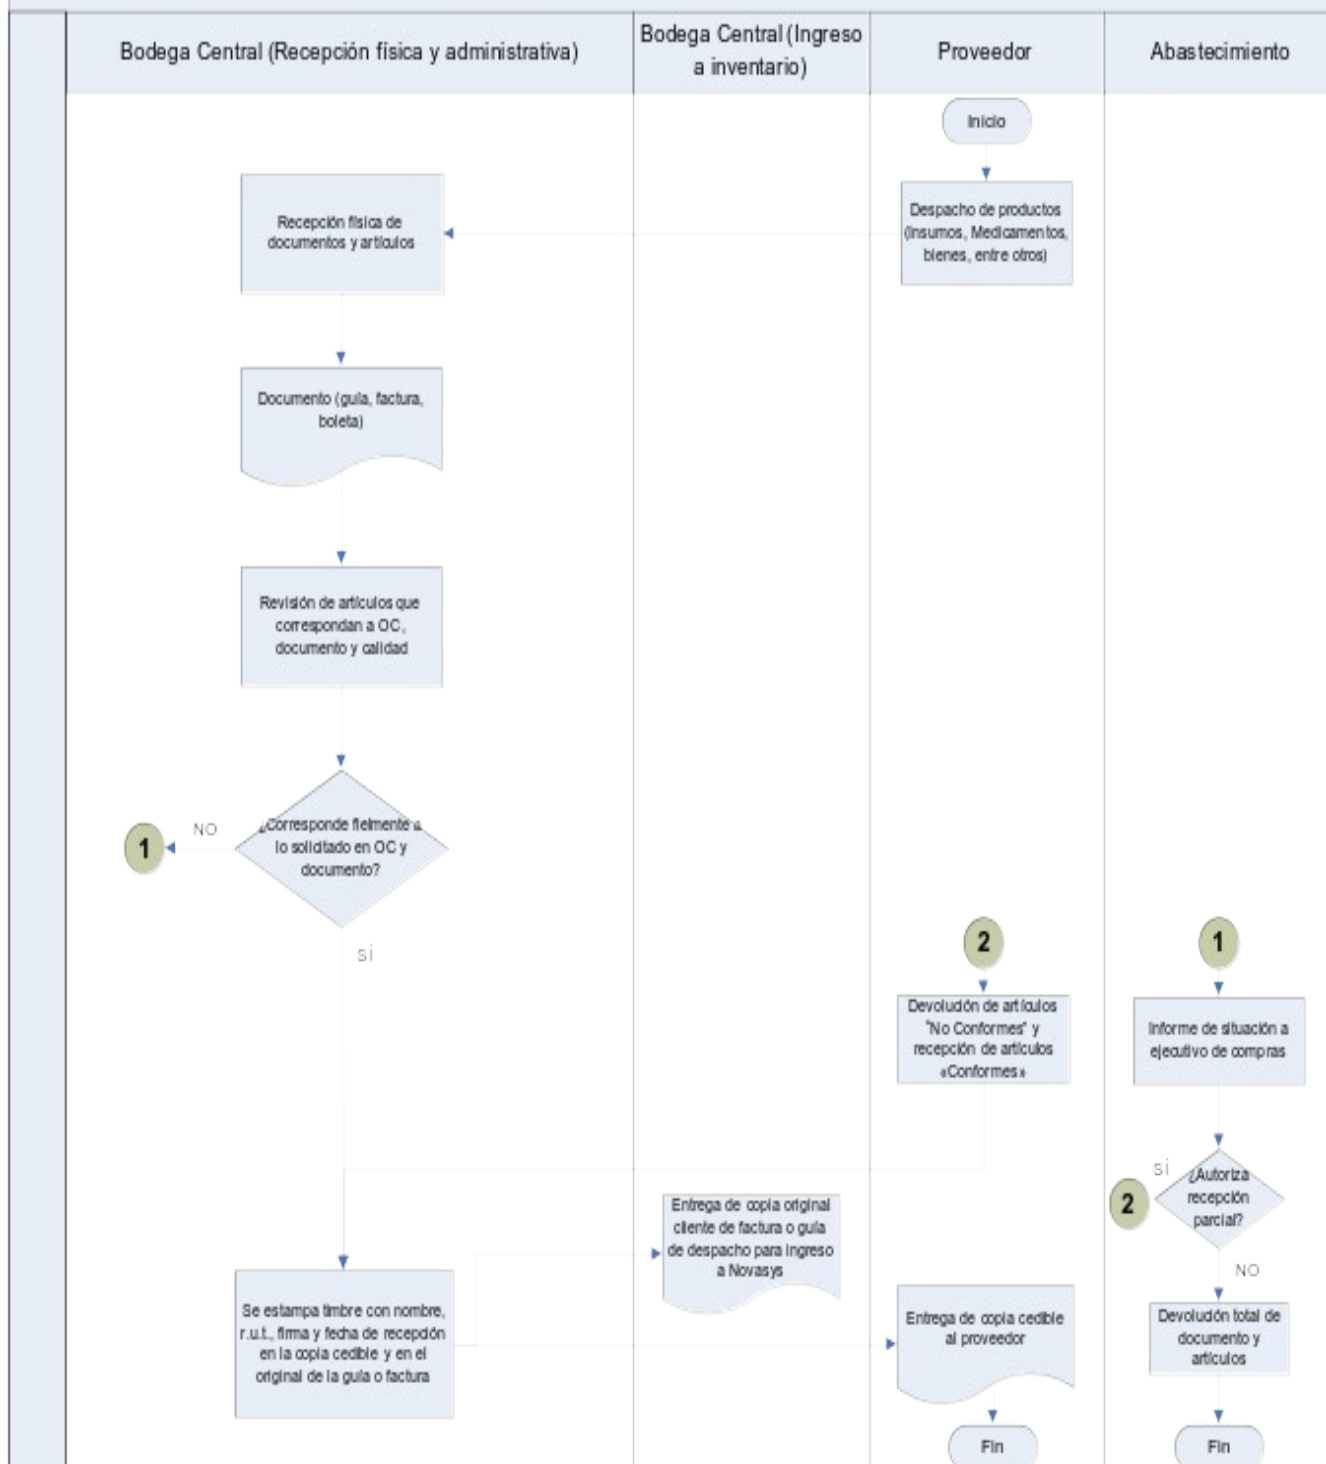 Bodega Central (Recepción física y administrativa)
Bodega Central (Ingreso
a inventario)
Proveedor
Abastecimiento
Inicio
Despacho de productos
(Insumos, Medicamentos,
bienes, entre otros)
Recepción física de
documentos y artículos
Documento (guía, factura,
boleta)
Revisión de artículos que
correspondan a OC,
documento y calidad
¿Corresponde fielmente a
lo solicitado en OC y
documento?
NO
1
si
2
Devolución de artículos
"No Conformes" y
recepción de artículos
«Conformes»
1
Informe de situación a
ejecutivo de compras
si
¿Autoriza
recepción
parcial?
2
NO
Devolución total de
documento y
artículos
Fin
Se estampa timbre con nombre,
r.u.t., firma y fecha de recepción
en la copia cedible y en el
original de la guía o factura
Entrega de copia original
cliente de factura o guía
de despacho para ingreso
a Novasys
Entrega de copia cedible
al proveedor
Fin